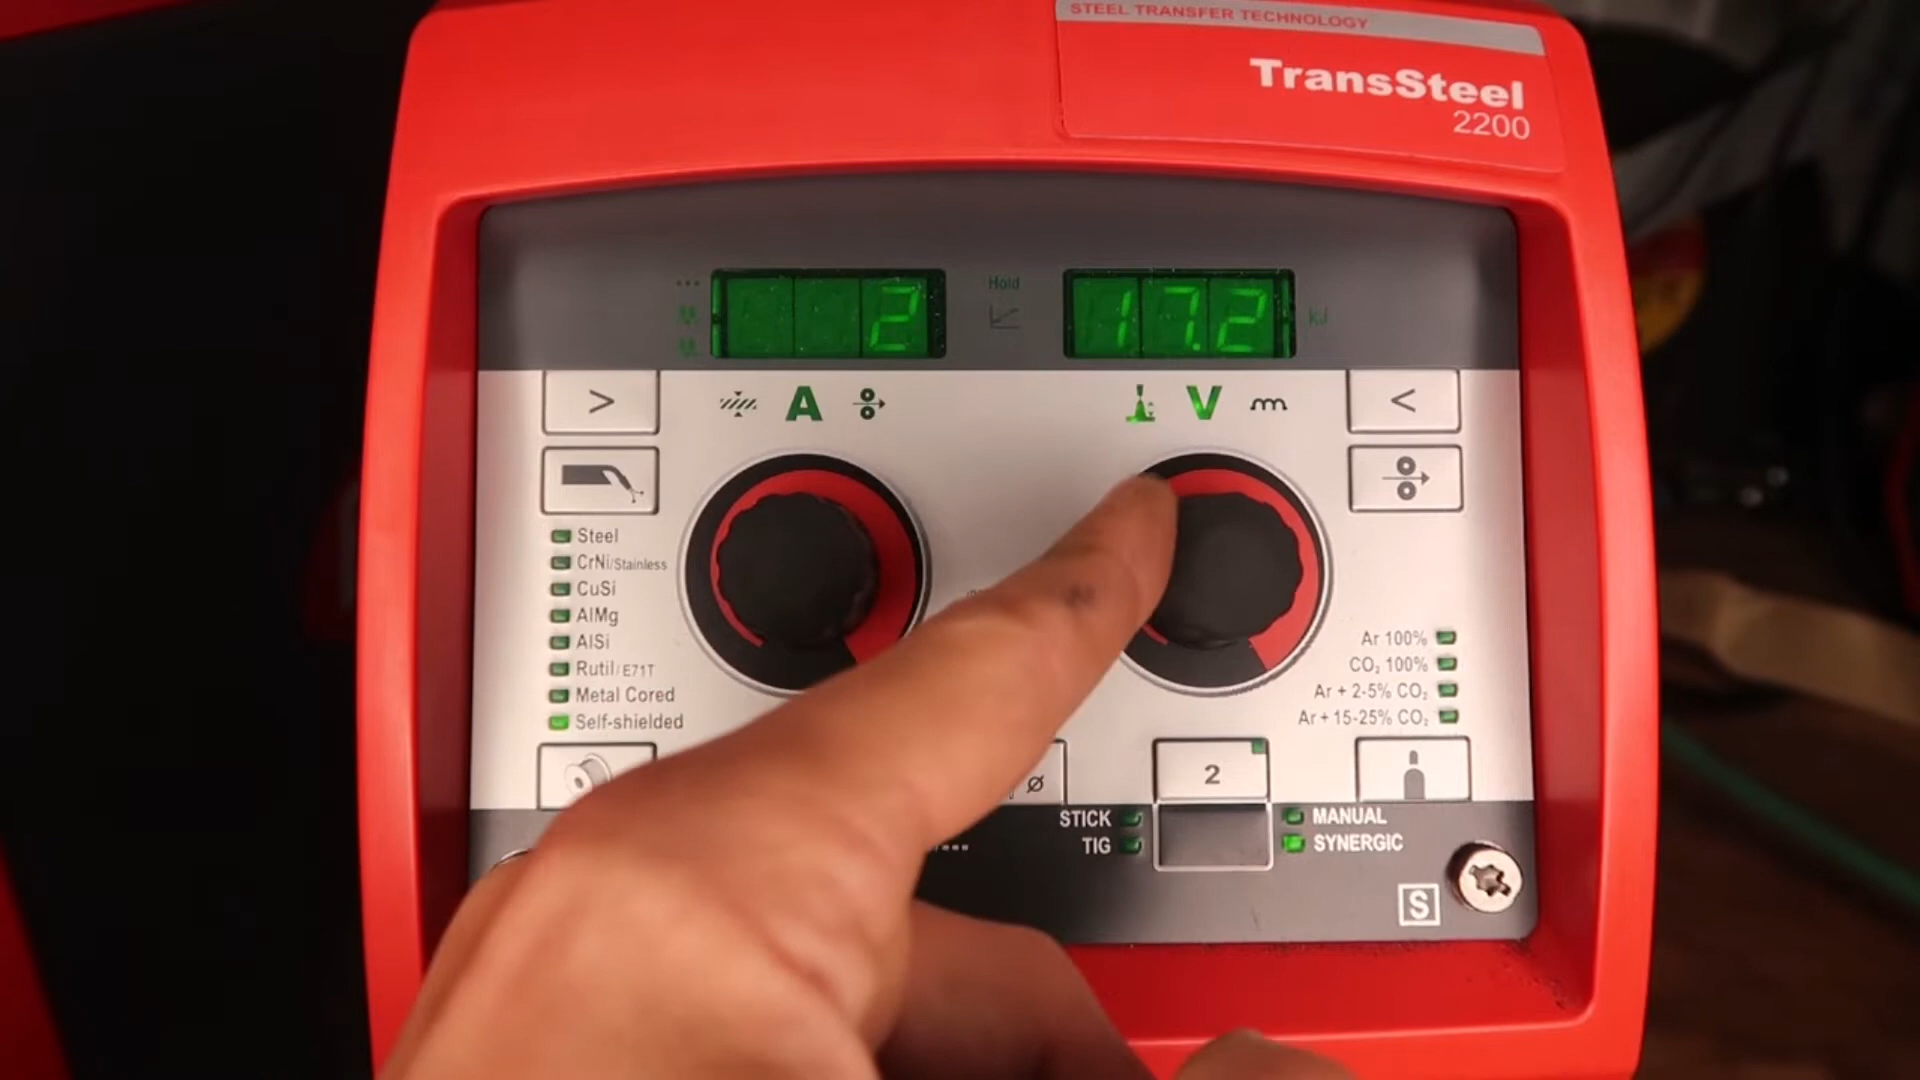 STEEL TRANSFER TECHNOLOGY
TransSteel
2200
2
Hold
17.2
kJ
>
A
V
<
Steel
CrNi/Stainless
CuSi
AlMg
AlSi
Rutil/E71T
Metal Cored
Self-shielded
Ar 100%
CO₂ 100%
Ar + 2-5% CO₂
Ar + 15-25% CO₂
Ø
2
STICK
TIG
MANUAL
SYNERGIC
S